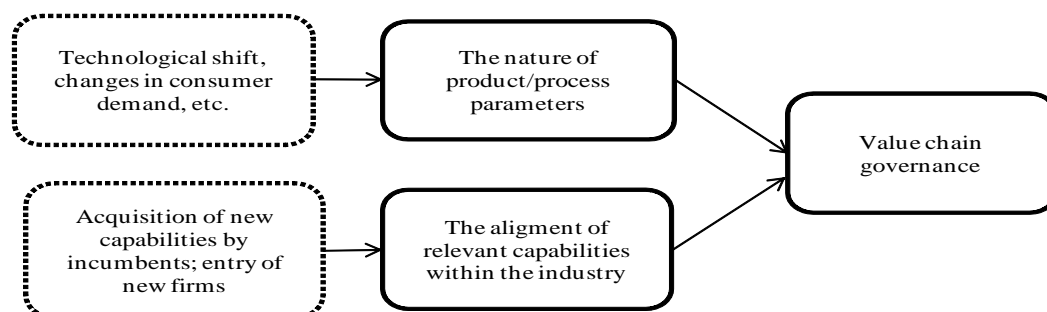 Technological shift,
changes in consumer
demand, etc.
The nature of
product/process
parameters
Value chain
governance
Acquisition of new
capabilities by
incumbents; entry of
new firms
The aligment of
relevant capabilities
within the industry